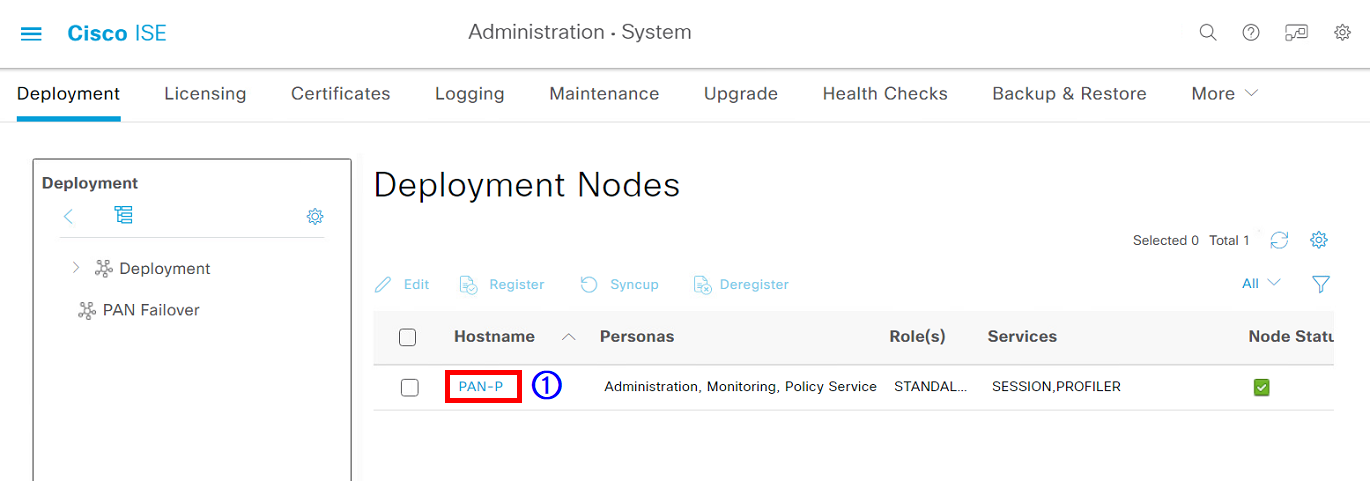 Cisco ISE
Administration · System
Deployment Licensing Certificates Logging Maintenance Upgrade Health Checks Backup & Restore More
Deployment
Deployment
PAN Failover
Deployment Nodes
Selected 0 Total 1
Edit Register Syncup Deregister All
Hostname Personas Role(s) Services Node Statu
PAN-P ① Administration, Monitoring, Policy Service STANDAL... SESSION,PROFILER